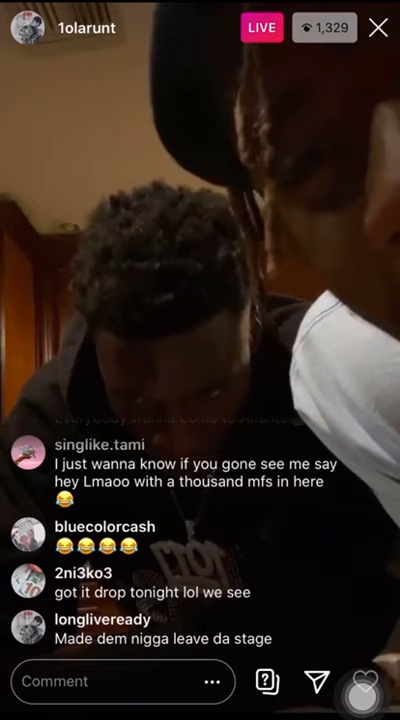 1olarunt
LIVE
1,329
Everybody wanna come to Atlanta
singlike.tami
I just wanna know if you gone see me say
hey Lmaoo with a thousand mfs in here
😂
bluecolorcash
😂😂😂😂
2ni3ko3
got it drop tonight lol we see
longliveready
Made dem nigga leave da stage
Comment